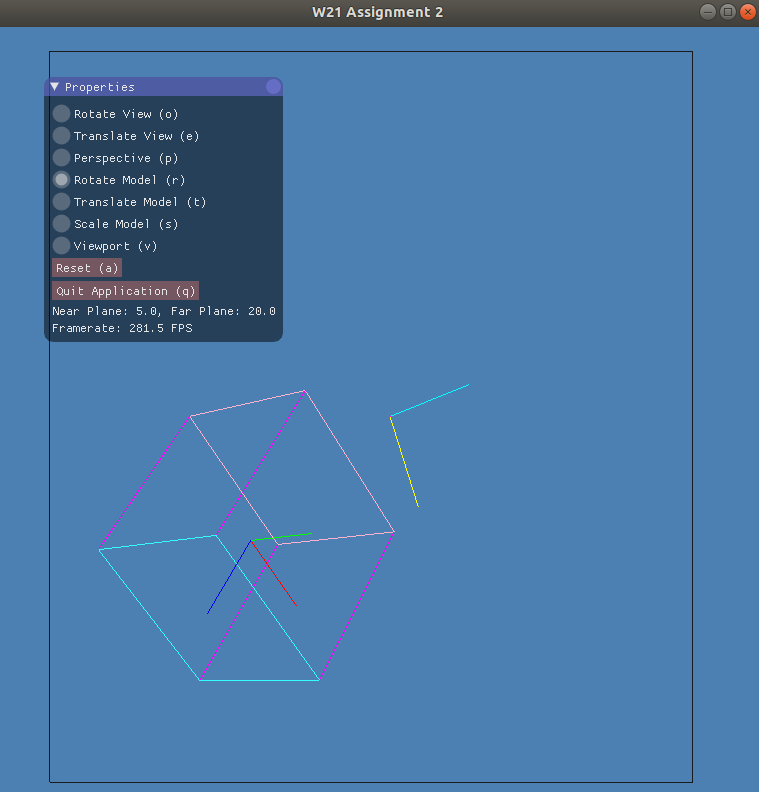 W21 Assignment 2
Properties
Rotate View (o)
Translate View (e)
Perspective (p)
Rotate Model (r)
Translate Model (t)
Scale Model (s)
Viewport (v)
Reset (a)
Quit Application (q)
Near Plane: 5.0, Far Plane: 20.0
Framerate: 281.5 FPS